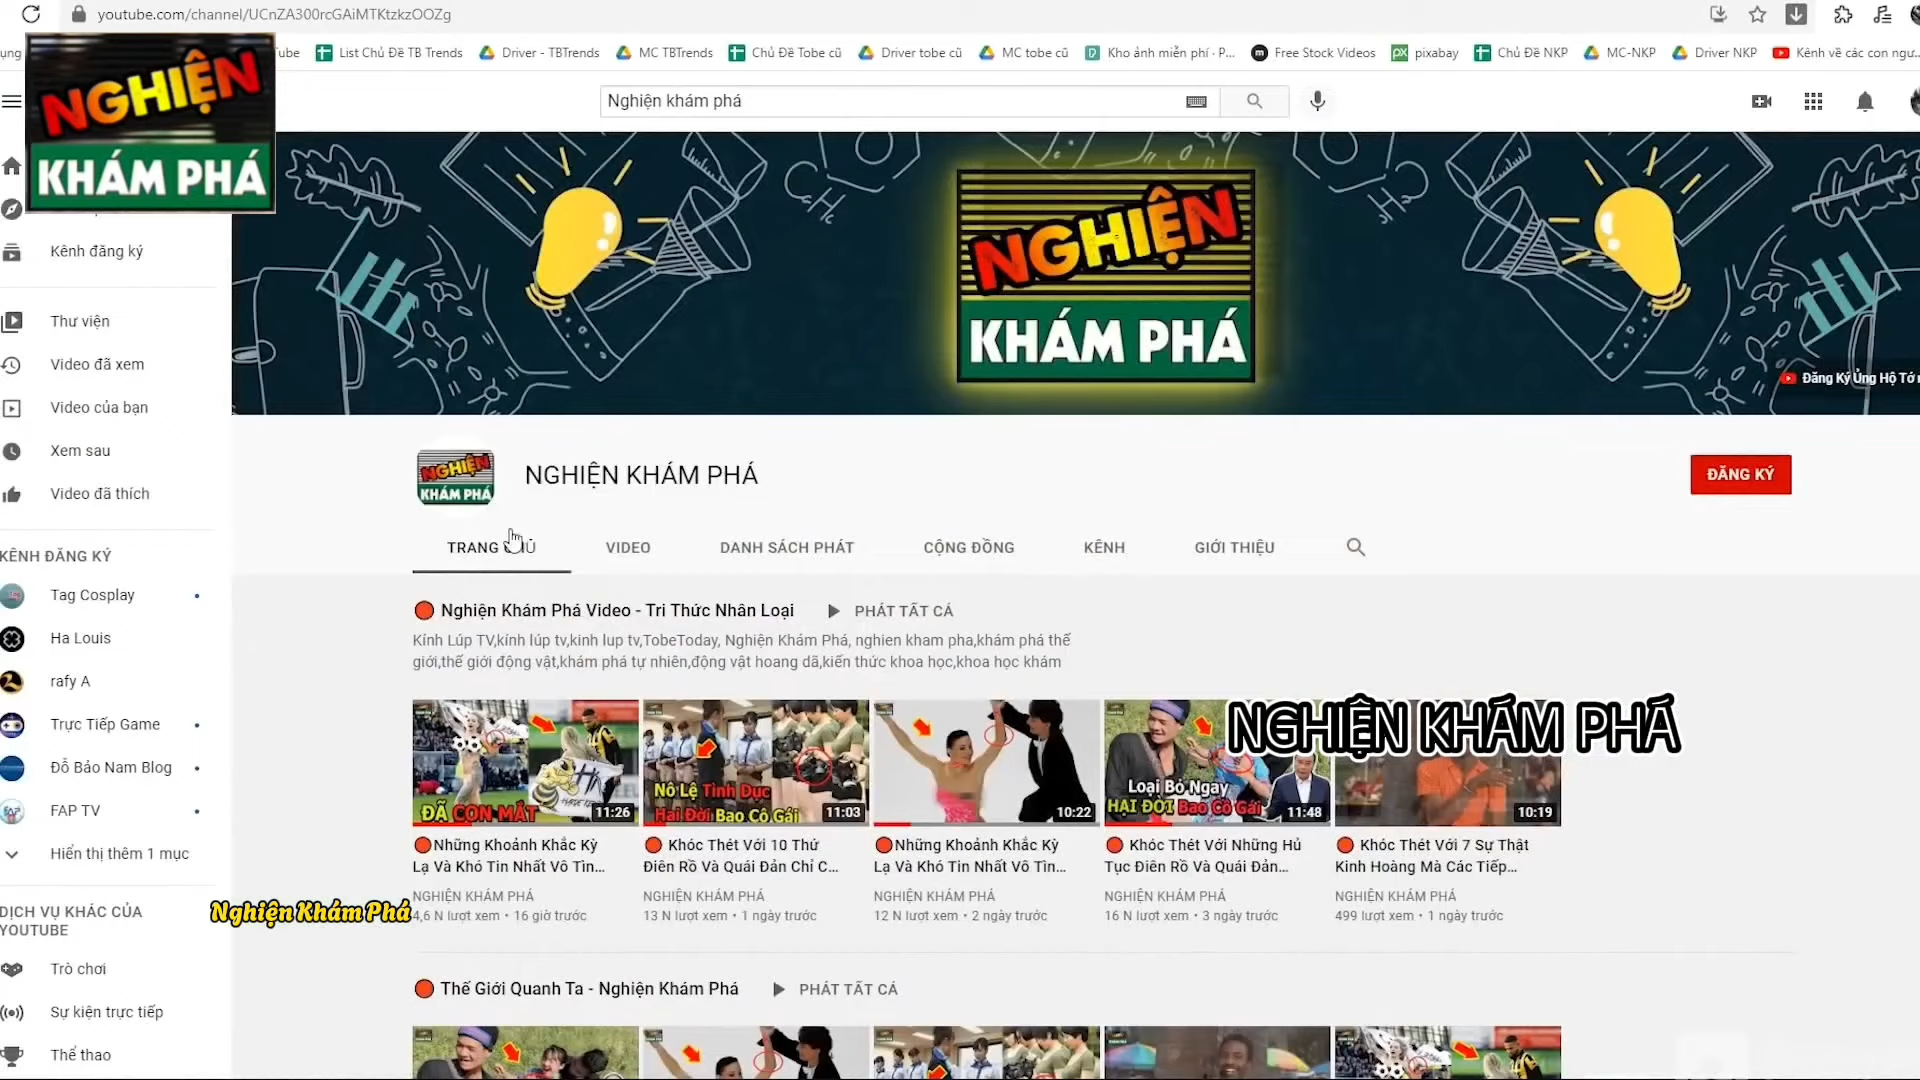 youtube.com/channel/UCnZA300rcGAiMTKtzkzOOZg
ụng
ube
List Chủ Đề TB Trends
Driver - TBTrends
MC TBTrends
Chủ Đề Tobe cũ
Driver tobe cũ
MC tobe cũ
Kho ảnh miễn phí · P...
Free Stock Videos
pixabay
Chủ Đề NKP
MC-NKP
Driver NKP
Kênh về các con ngư...
NGHIỆN
KHÁM PHÁ
Nghiện khám phá
NGHIỆN
KHÁM PHÁ
Đăng Ký Ủng Hộ Tớ
Kênh đăng ký
Thư viện
Video đã xem
Video của bạn
Xem sau
Video đã thích
KÊNH ĐĂNG KÝ
Tag Cosplay
Ha Louis
rafy A
Trực Tiếp Game
Đỗ Bảo Nam Blog
FAP TV
Hiển thị thêm 1 mục
DỊCH VỤ KHÁC CỦA
YOUTUBE
Trò chơi
Sự kiện trực tiếp
Thể thao
NGHIỆN
KHÁM PHÁ
NGHIỆN KHÁM PHÁ
ĐĂNG KÝ
TRANG CHỦ
VIDEO
DANH SÁCH PHÁT
CỘNG ĐỒNG
KÊNH
GIỚI THIỆU
Nghiện Khám Phá Video - Tri Thức Nhân Loại
PHÁT TẤT CẢ
Kính Lúp TV,kính lúp tv,kinh lup tv,TobeToday, Nghiện Khám Phá, nghien kham pha,khám phá thế
giới,thế giới động vật,khám phá tự nhiên,động vật hoang dã,kiến thức khoa học,khoa học khám
ĐÃ CON MẮT
11:26
Nô Lệ Tình Dục
Hai Đời Bao Cô Gái
11:03
10:22
Loại Bỏ Ngay
HẠI ĐỜI Bao Cô Gái
11:48
NGHIỆN KHÁM PHÁ
10:19
Những Khoảnh Khắc Kỳ
Lạ Và Khó Tin Nhất Vô Tìn...
NGHIỆN KHÁM PHÁ
4,6 N lượt xem • 16 giờ trước
Khóc Thét Với 10 Thứ
Điên Rồ Và Quái Đản Chỉ C...
NGHIỆN KHÁM PHÁ
13 N lượt xem • 1 ngày trước
Những Khoảnh Khắc Kỳ
Lạ Và Khó Tin Nhất Vô Tìn...
NGHIỆN KHÁM PHÁ
12 N lượt xem • 2 ngày trước
Khóc Thét Với Những Hủ
Tục Điên Rồ Và Quái Đản...
NGHIỆN KHÁM PHÁ
16 N lượt xem • 3 ngày trước
Khóc Thét Với 7 Sự Thật
Kinh Hoàng Mà Các Tiếp...
NGHIỆN KHÁM PHÁ
499 lượt xem • 1 ngày trước
Nghiện Khám Phá
Thế Giới Quanh Ta - Nghiện Khám Phá
PHÁT TẤT CẢ